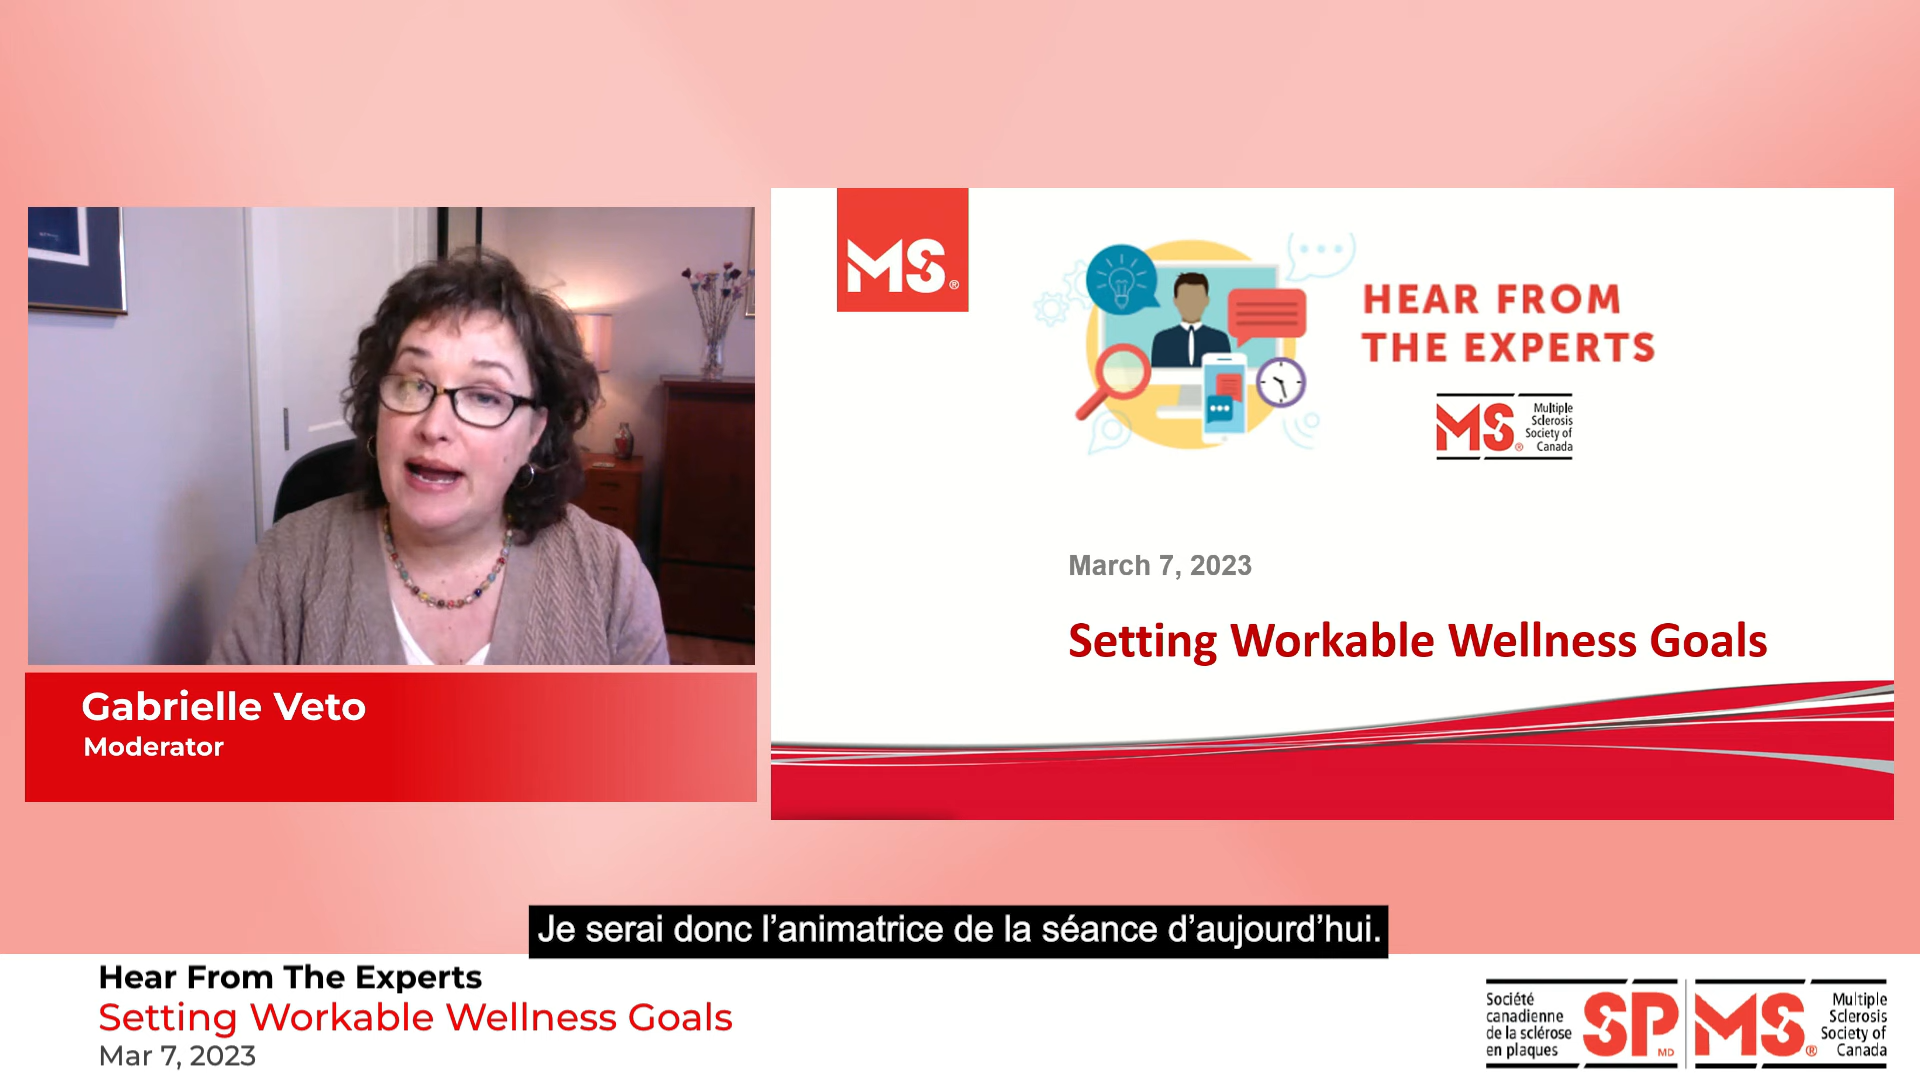 MS®
HEAR FROM
THE EXPERTS
MS®
Multiple
Sclerosis
Society of
Canada
March 7, 2023
Setting Workable Wellness Goals
Gabrielle Veto
Moderator
Je serai donc l’animatrice de la séance d’aujourd’hui.
Hear From The Experts
Setting Workable Wellness Goals
Mar 7, 2023
Société
canadienne
de la sclérose
en plaques
SP MD
MS®
Multiple
Sclerosis
Society of
Canada